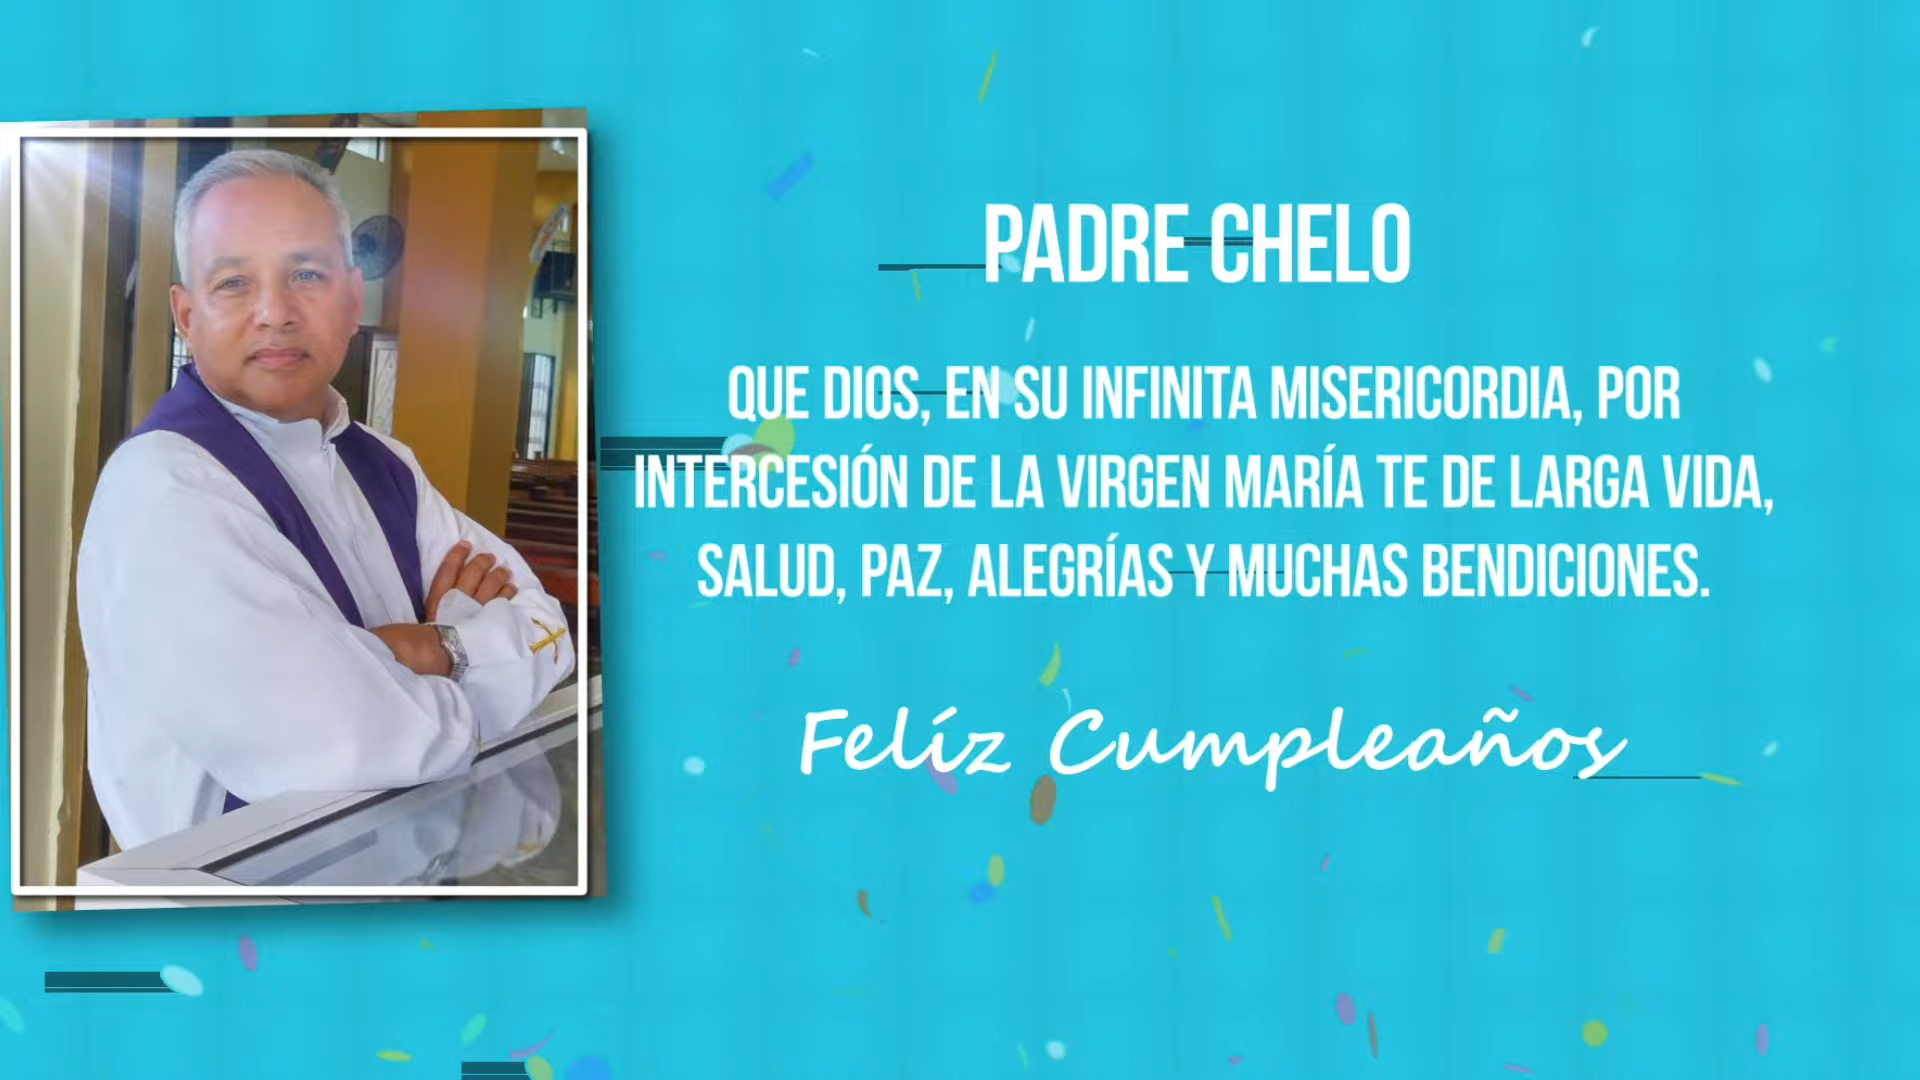 PADRE CHELO
QUE DIOS, EN SU INFINITA MISERICORDIA, POR
INTERCESIÓN DE LA VIRGEN MARÍA TE DE LARGA VIDA,
SALUD, PAZ, ALEGRÍAS Y MUCHAS BENDICIONES.
Felíz Cumpleaños